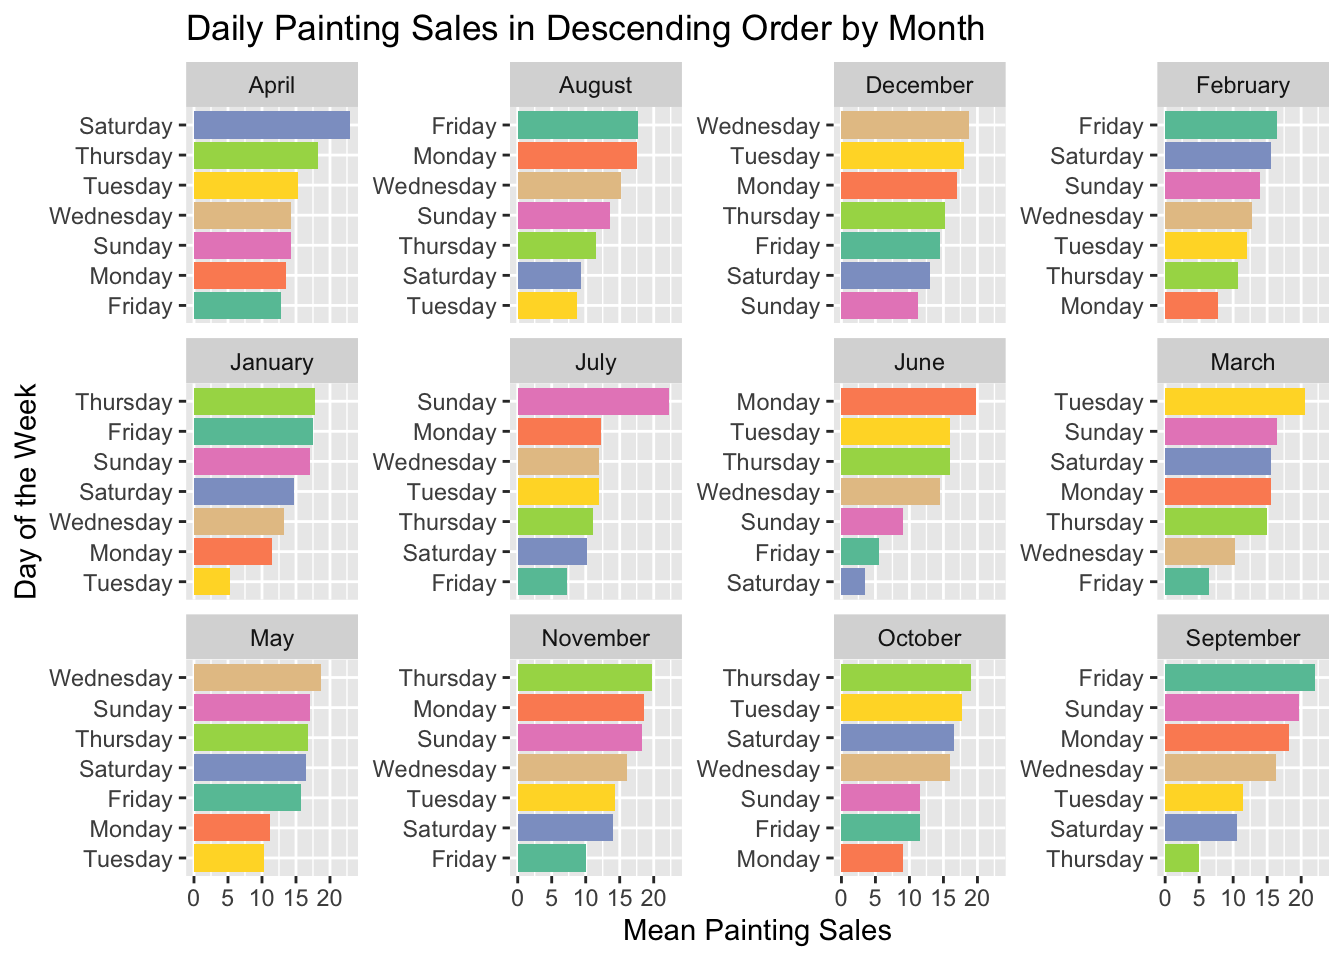 Daily Painting Sales in Descending Order by Month
April
Saturday
Thursday
Tuesday
Wednesday
Sunday
Monday
Friday
August
Friday
Monday
Wednesday
Sunday
Thursday
Saturday
Tuesday
December
Wednesday
Tuesday
Monday
Thursday
Friday
Saturday
Sunday
February
Friday
Saturday
Sunday
Wednesday
Tuesday
Thursday
Monday
January
Thursday
Friday
Sunday
Saturday
Wednesday
Monday
Tuesday
July
Sunday
Monday
Wednesday
Tuesday
Thursday
Saturday
Friday
June
Monday
Tuesday
Thursday
Wednesday
Sunday
Friday
Saturday
March
Tuesday
Sunday
Saturday
Monday
Thursday
Wednesday
Friday
May
Wednesday
Sunday
Thursday
Saturday
Friday
Monday
Tuesday
November
Thursday
Monday
Sunday
Wednesday
Tuesday
Saturday
Friday
October
Thursday
Tuesday
Saturday
Wednesday
Sunday
Friday
Monday
September
Friday
Sunday
Monday
Wednesday
Tuesday
Saturday
Thursday
0 5 10 15 20
0 5 10 15 20
0 5 10 15 20
0 5 10 15 20
Mean Painting Sales
Day of the Week